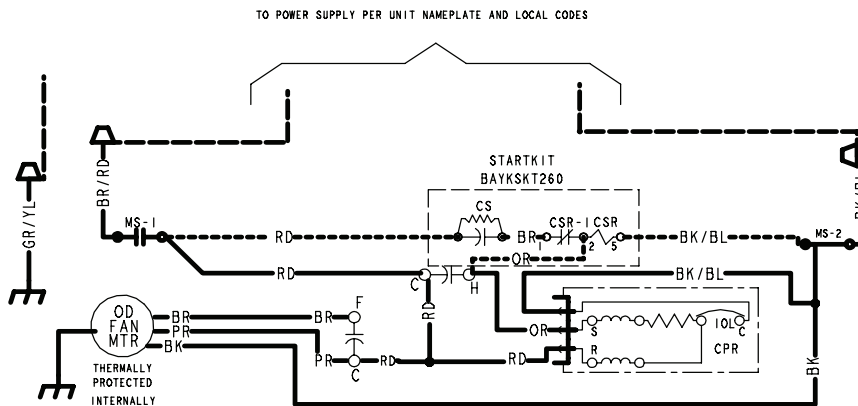 TO POWER SUPPLY PER UNIT NAMEPLATE AND LOCAL CODES
STARTKIT
BAYKSKT260
BR/RD
GR/YL
MS-1
RD
CS
BR
1
CSR-1
2
CSR
5
BK/BL
MS-2
OR
RD
C
H
BK/BL
OD
FAN
MTR
BR
PR
BK
BR
F
PR
C
RD
RD
RD
OR
S
R
IOL
C
CPR
BK
THERMALLY
PROTECTED
INTERNALLY